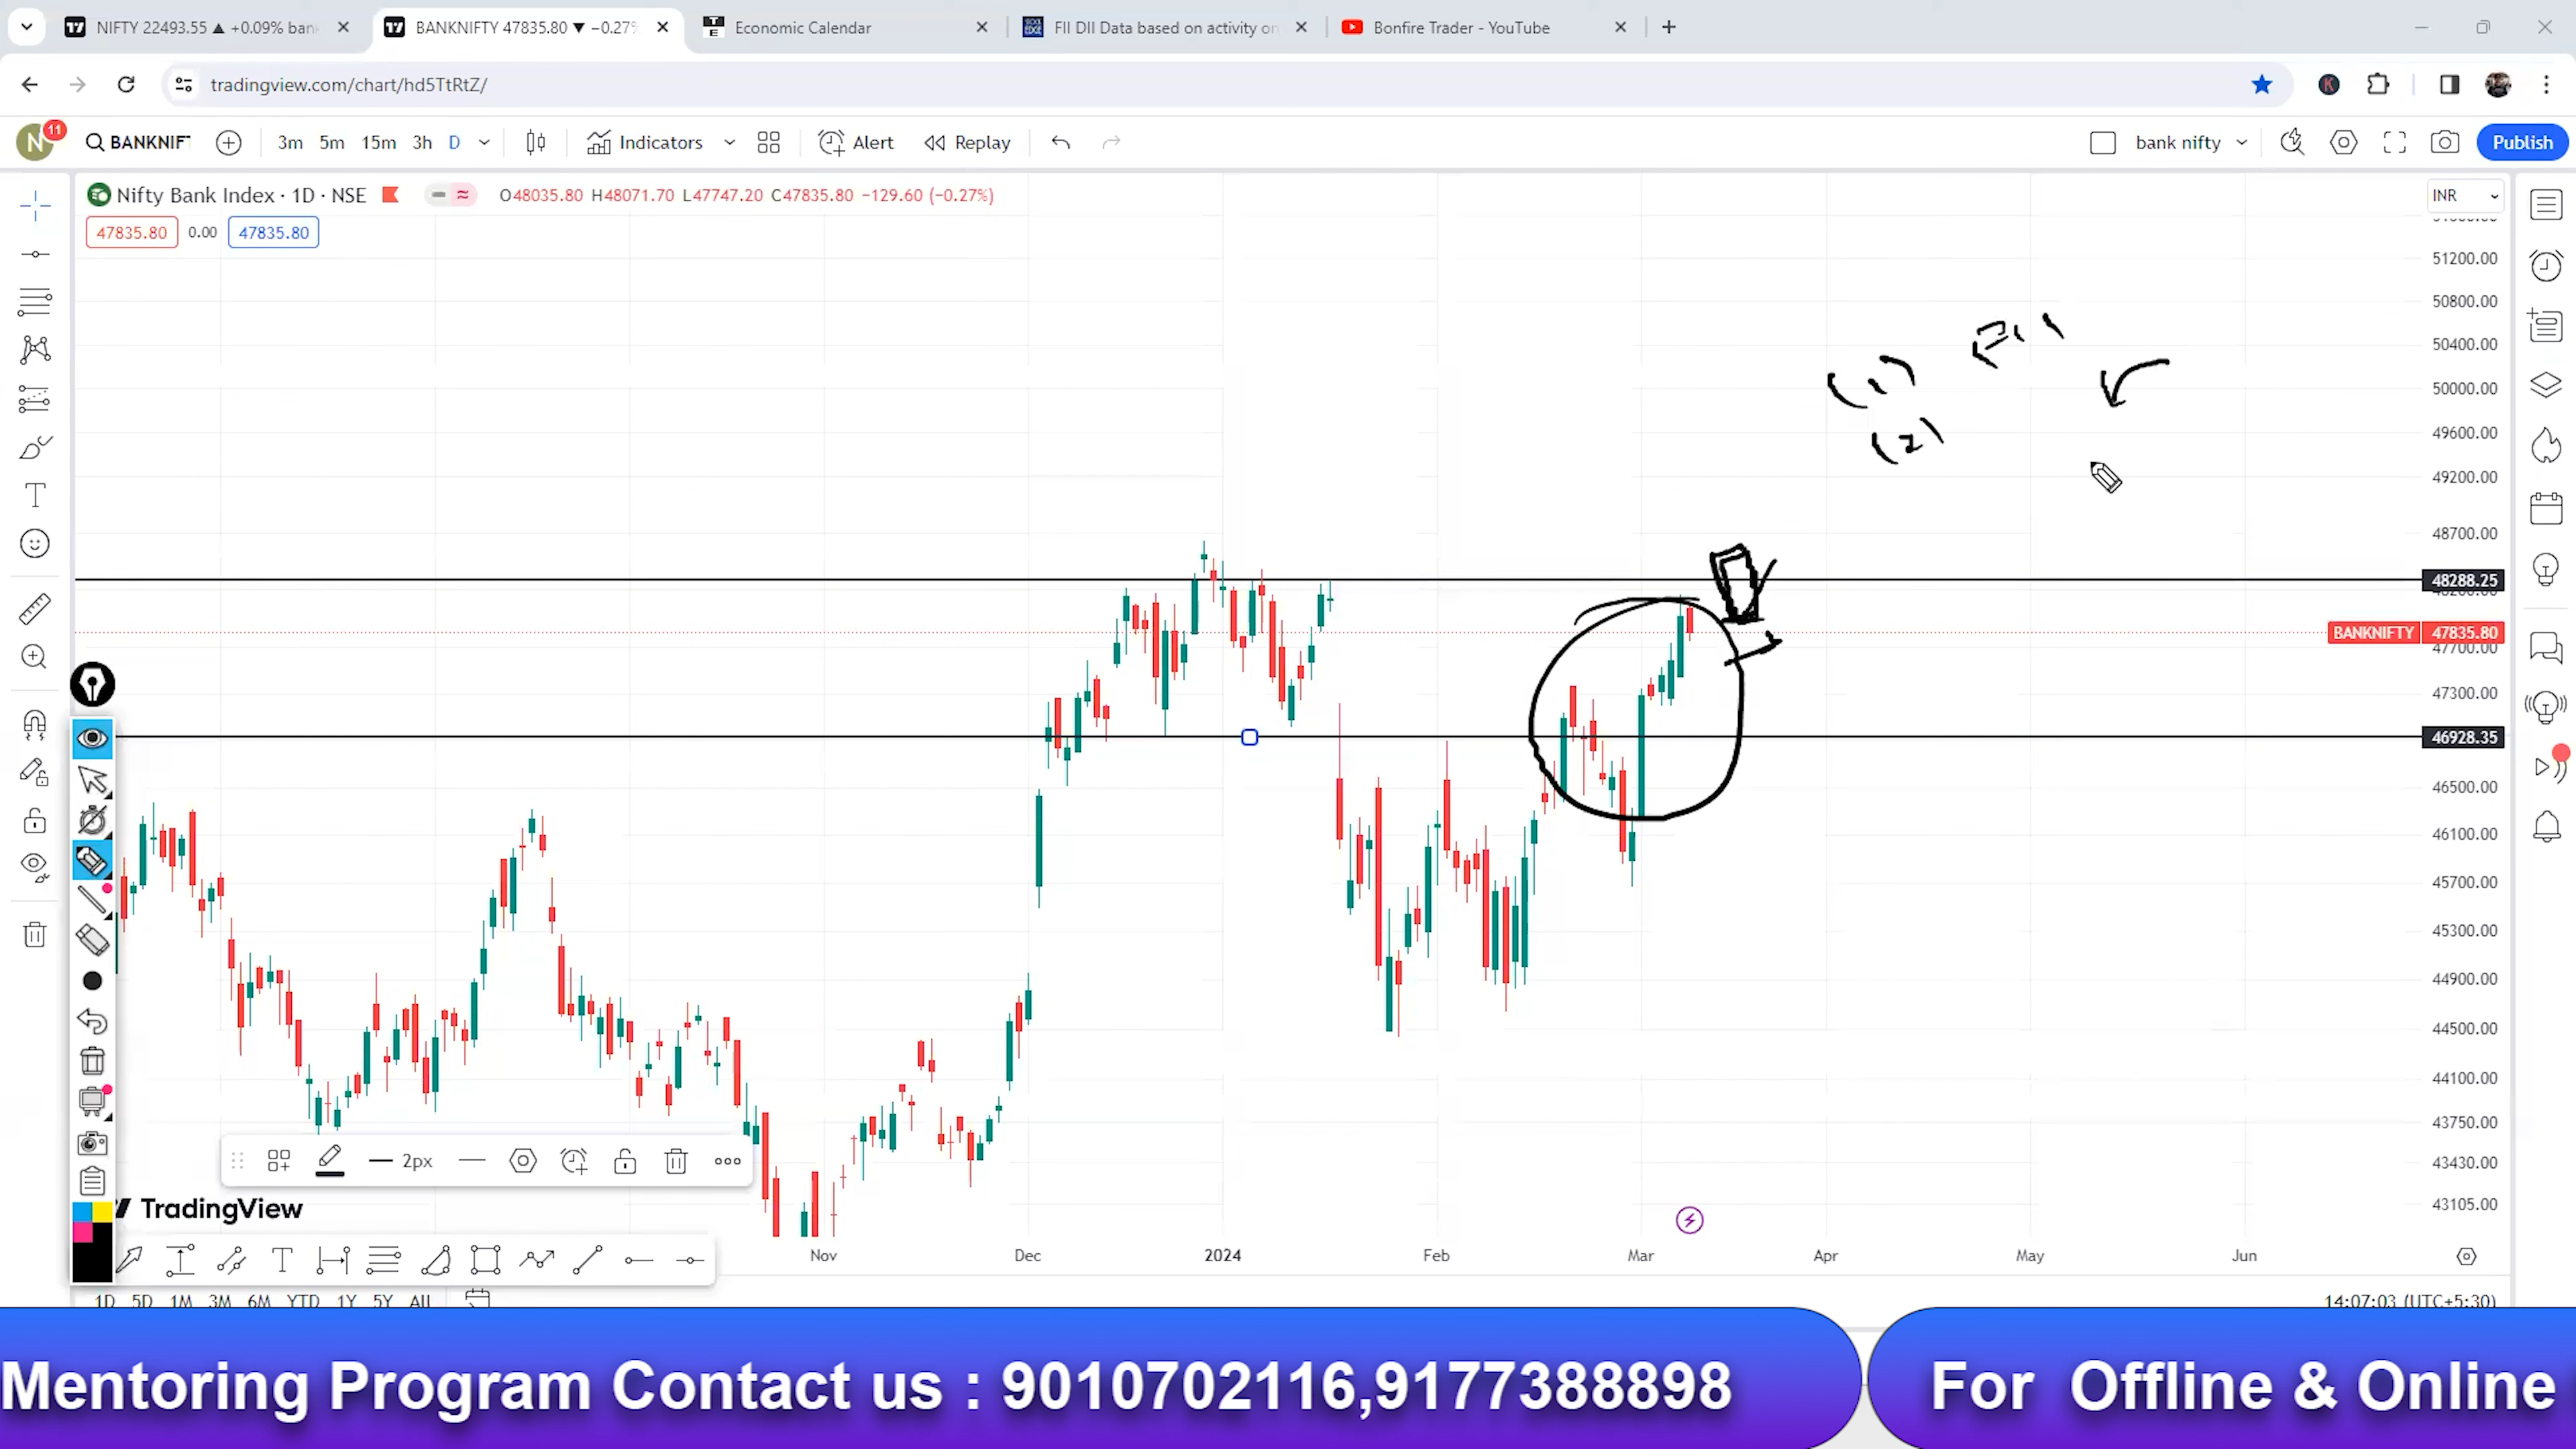 NIFTY 22493.55 ▲ +0.09% ban
BANKNIFTY 47835.80 ▼ −0.27%
Economic Calendar
FII DII Data based on activity on
Bonfire Trader - YouTube
tradingview.com/chart/hd5TtRtZ/
N
11
BANKNIF
3m 5m 15m 3h D
Indicators
Alert
Replay
bank nifty
Publish
Nifty Bank Index · 1D · NSE
O48035.80 H48071.70 L47747.20 C47835.80 −129.60 (−0.27%)
INR
47835.80 0.00 47835.80
51200.00
50800.00
50400.00
50000.00
49600.00
49200.00
48700.00
48288.25
BANKNIFTY 47835.80
47700.00
47300.00
46928.35
46500.00
46100.00
45700.00
45300.00
44900.00
44500.00
44100.00
43750.00
43430.00
43105.00
(1)
(2)
2px
TradingView
Nov Dec 2024 Feb Mar Apr May Jun
1D 5D 1M 3M 6M YTD 1Y 5Y All
14:07:03 (UTC+5:30)
Mentoring Program Contact us : 9010702116,9177388898
For Offline & Online